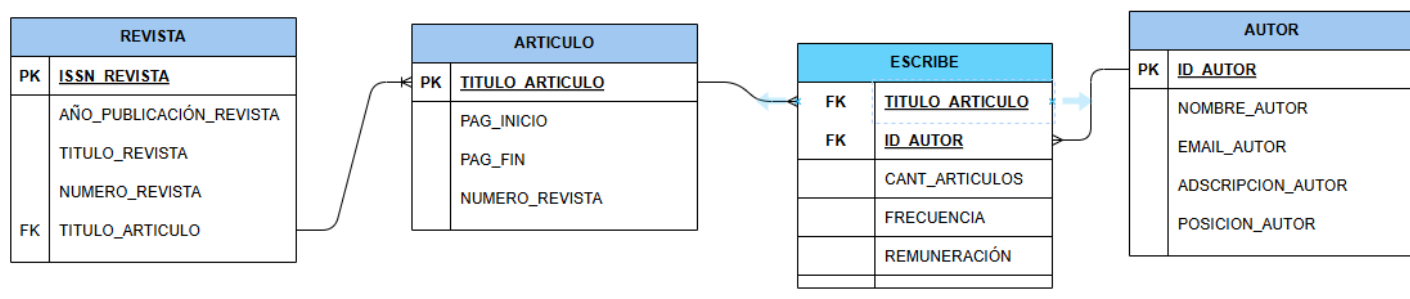 REVISTA
PK ISSN_REVISTA
AÑO_PUBLICACIÓN_REVISTA
TITULO_REVISTA
NUMERO_REVISTA
FK TITULO_ARTICULO
ARTICULO
PK TITULO_ARTICULO
PAG_INICIO
PAG_FIN
NUMERO_REVISTA
ESCRIBE
FK TITULO_ARTICULO
FK ID_AUTOR
CANT_ARTICULOS
FRECUENCIA
REMUNERACIÓN
AUTOR
PK ID_AUTOR
NOMBRE_AUTOR
EMAIL_AUTOR
ADSCRIPCION_AUTOR
POSICION_AUTOR